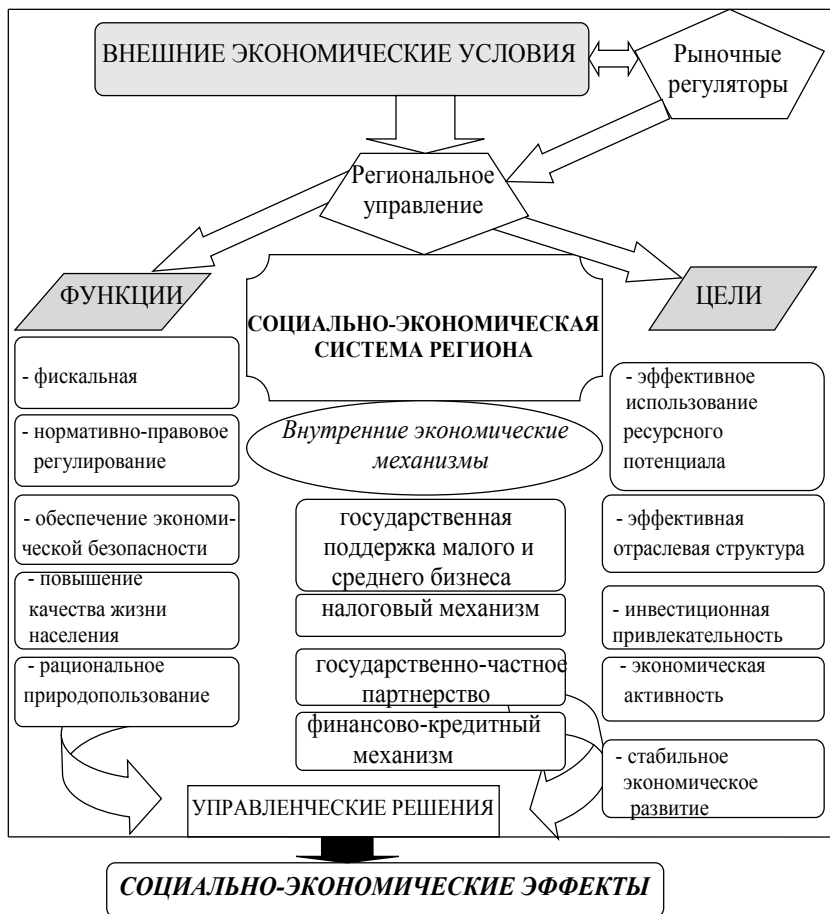 ВНЕШНИЕ ЭКОНОМИЧЕСКИЕ УСЛОВИЯ
Рыночные
регуляторы
Региональное
управление
ФУНКЦИИ
ЦЕЛИ
СОЦИАЛЬНО-ЭКОНОМИЧЕСКАЯ
СИСТЕМА РЕГИОНА
- фискальная
- нормативно-правовое
регулирование
- обеспечение экономи-
ческой безопасности
- повышение
качества жизни
населения
- рациональное
природопользование
Внутренние экономические
механизмы
государственная
поддержка малого и
среднего бизнеса
налоговый механизм
государственно-частное
партнерство
финансово-кредитный
механизм
- эффективное
использование
ресурсного
потенциала
- эффективная
отраслевая структура
- инвестиционная
привлекательность
- экономическая
активность
- стабильное
экономическое
развитие
УПРАВЛЕНЧЕСКИЕ РЕШЕНИЯ
СОЦИАЛЬНО-ЭКОНОМИЧЕСКИЕ ЭФФЕКТЫ